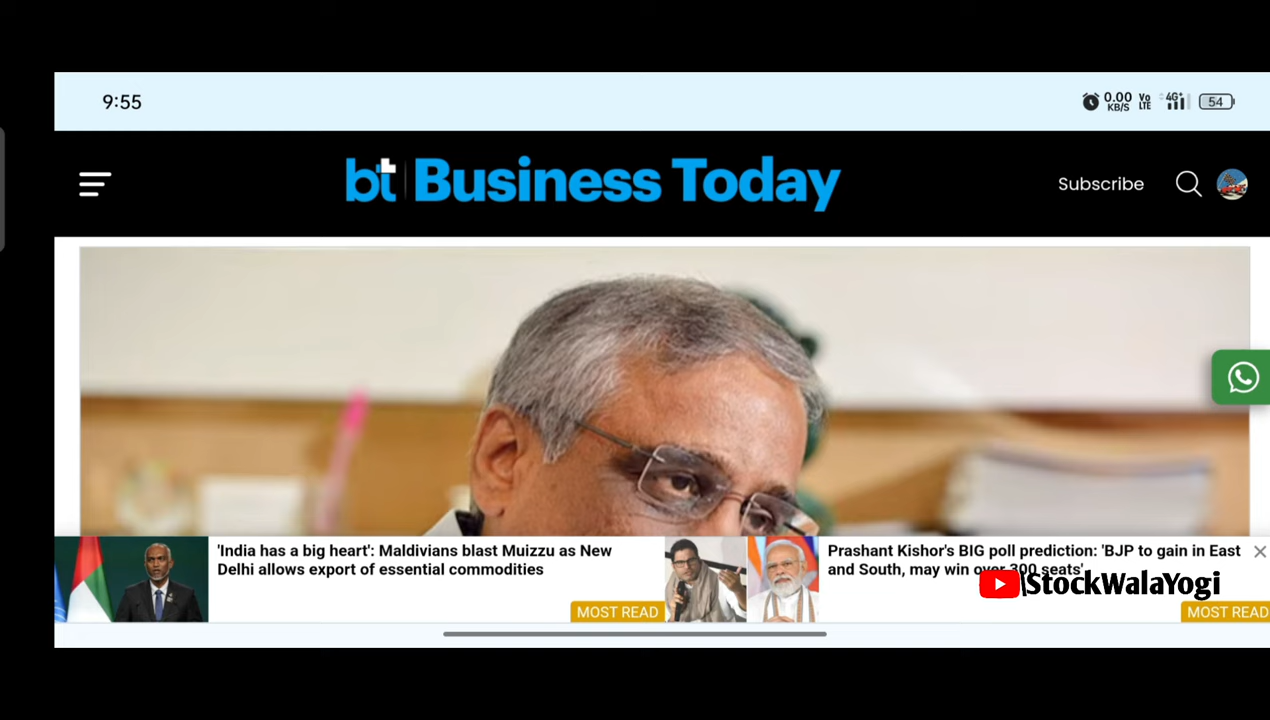 9:55
0.00
KB/S
Vo
LTE
4G+
54
bt Business Today
Subscribe
'India has a big heart': Maldivians blast Muizzu as New
Delhi allows export of essential commodities
MOST READ
Prashant Kishor's BIG poll prediction: 'BJP to gain in East
and South, may win over 300 seats'
MOST READ
\StockWalaYogi